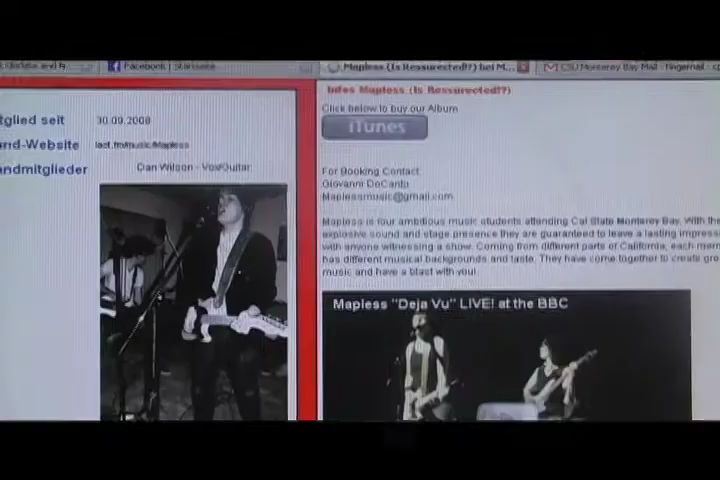 Facebook | Startseite
Mapless (Is Ressurected!?) bei M...
CSU Monterey Bay Mail - fingernail - c
tglied seit
30.09.2008
and-Website
last.fm/music/Mapless
andmitglieder
Dan Wilson - Vox/Guitar
Infos Mapless (Is Ressurected!?)
Click below to buy our Album
iTunes
For Booking Contact
Giovanni DoCanto
Maplessmusic@gmail.com
Mapless is four ambitious music students attending Cal State Monterey Bay. With the
explosive sound and stage presence they are guaranteed to leave a lasting impress
with anyone witnessing a show. Coming from different parts of California, each mem
has different musical backgrounds and taste. They have come together to create gre
music and have a blast with you!
Mapless "Deja Vu" LIVE! at the BBC